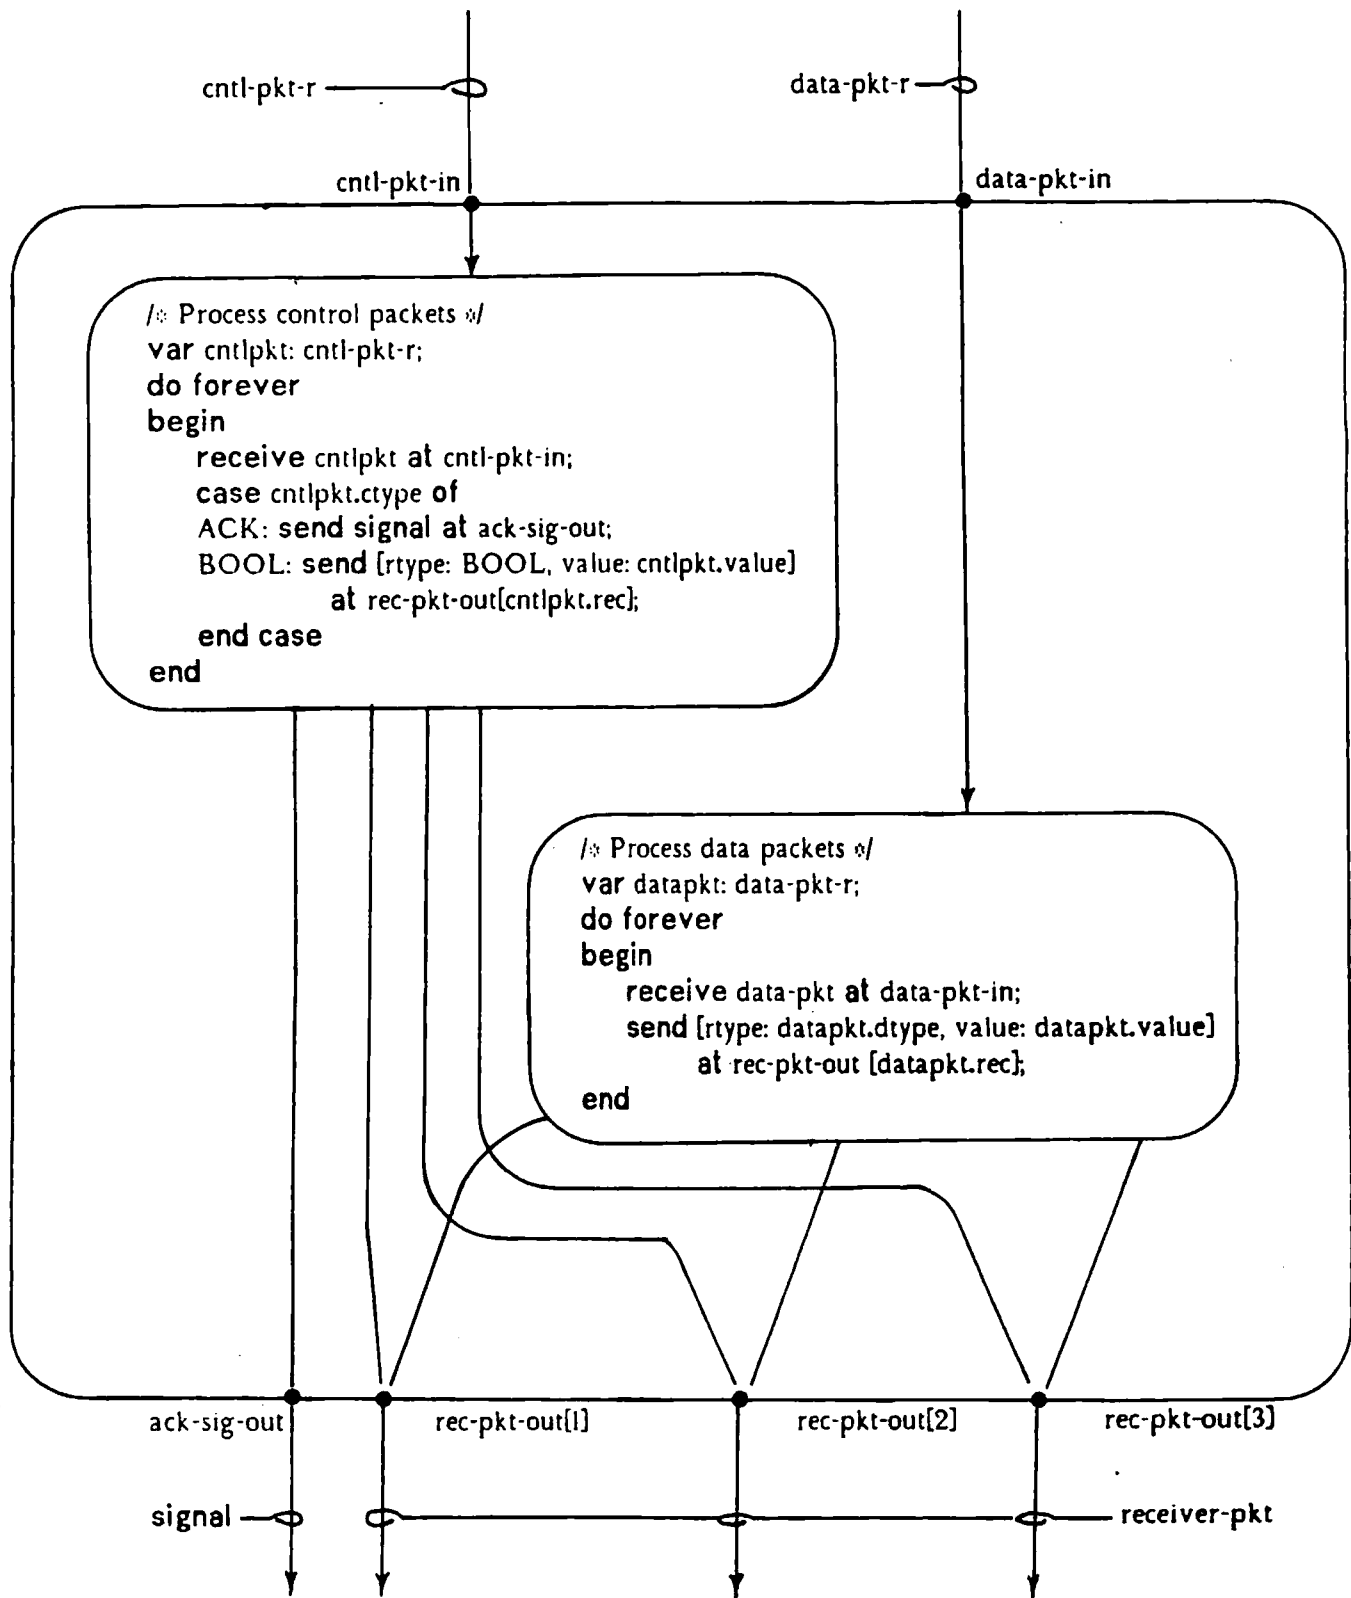 cntl-pkt-r
data-pkt-r
cntl-pkt-in
data-pkt-in
/* Process control packets */
var cntlpkt: cntl-pkt-r;
do forever
begin
receive cntlpkt at cntl-pkt-in;
case cntlpkt.ctype of
ACK: send signal at ack-sig-out;
BOOL: send [rtype: BOOL, value: cntlpkt.value]
at rec-pkt-out[cntlpkt.rec];
end case
end
/* Process data packets */
var datapkt: data-pkt-r;
do forever
begin
receive data-pkt at data-pkt-in;
send [rtype: datapkt.dtype, value: datapkt.value]
at rec-pkt-out [datapkt.rec];
end
ack-sig-out
rec-pkt-out[1]
rec-pkt-out[2]
rec-pkt-out[3]
signal
receiver-pkt